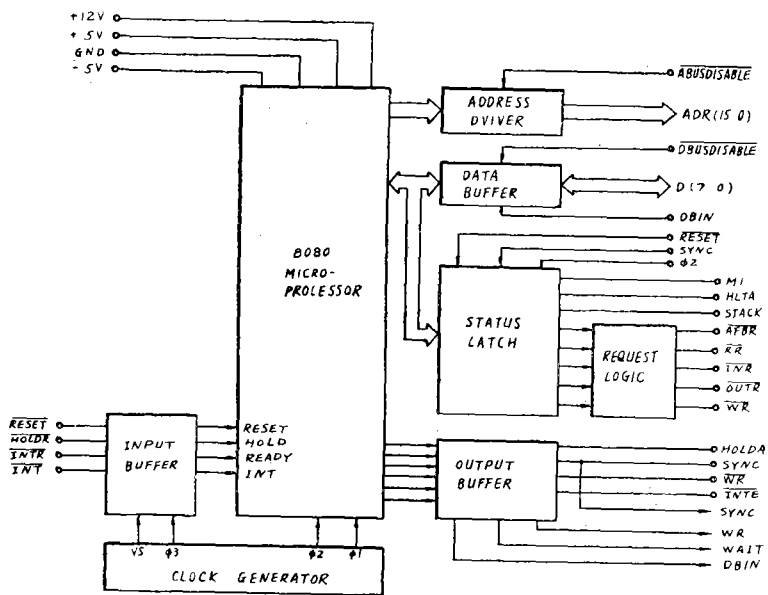 +12V
+5V
GND
-5V
ABUSDISABLE
ADDRESS
DVIVER
ADR(15 0)
DBUSDISABLE
DATA
BUFFER
D(7 0)
DBIN
RESET
SYNC
ϕ2
8080
MICRO-
PROLESSOR
STATUS
LATCH
M1
HLTA
STACK
REQUEST
LOGIC
RR
INR
OUTR
WR
RESET
HOLDR
INTR
INT
INPUT
BUFFER
RESET
HOLD
READY
INT
OUTPUT
BUFFER
HOLDA
SYNC
WR
INTE
SYNC
WR
WAIT
DBIN
VS
ϕ3
ϕ2
ϕ1
CLOCK GENERATOR